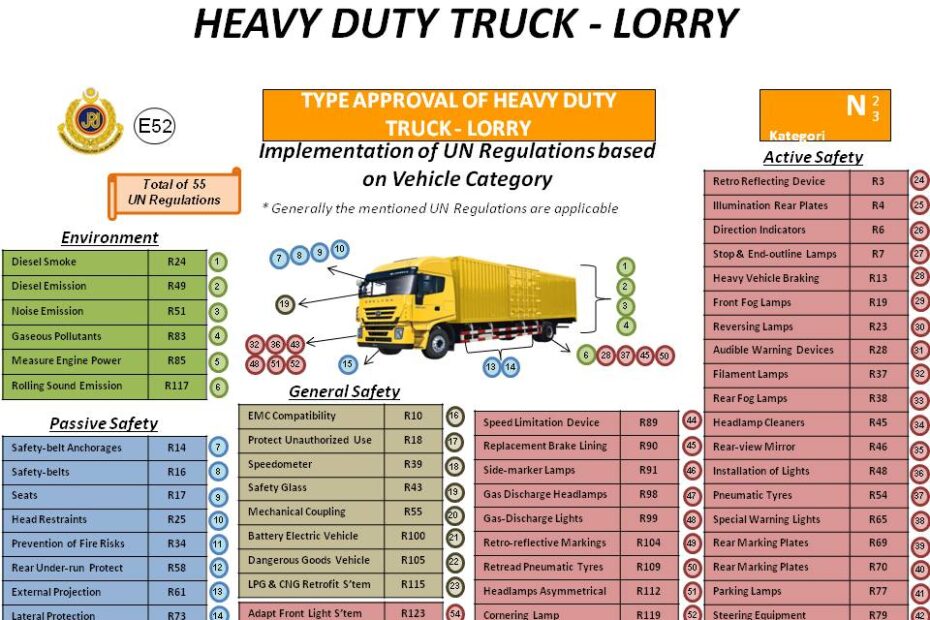 HEAVY DUTY TRUCK - LORRY
JPJ
E52
TYPE APPROVAL OF HEAVY DUTY
TRUCK - LORRY
N 2
3
Kategori
Implementation of UN Regulations based
on Vehicle Category
* Generally the mentioned UN Regulations are applicable
Total of 55
UN Regulations
Environment
Diesel Smoke R24 1
Diesel Emission R49 2
Noise Emission R51 3
Gaseous Pollutants R83 4
Measure Engine Power R85 5
Rolling Sound Emission R117 6
Passive Safety
Safety-belt Anchorages R14 7
Safety-belts R16 8
Seats R17 9
Head Restraints R25 10
Prevention of Fire Risks R34 11
Rear Under-run Protect R58 12
External Projection R61 13
Lateral Protection R73 14
7 8 9 10
19
32 36 43
48 51 52
15
13 14
1
2
3
4
6 28 37 45 50
General Safety
EMC Compatibility R10 16
Protect Unauthorized Use R18 17
Speedometer R39 18
Safety Glass R43 19
Mechanical Coupling R55 20
Battery Electric Vehicle R100 21
Dangerous Goods Vehicle R105 22
LPG & CNG Retrofit S'tem R115 23
Adapt Front Light S'tem R123 54
Speed Limitation Device R89 44
Replacement Brake Lining R90 45
Side-marker Lamps R91 46
Gas Discharge Headlamps R98 47
Gas-Discharge Lights R99 48
Retro-reflective Markings R104 49
Retread Pneumatic Tyres R109 50
Headlamps Asymmetrical R112 51
Cornering Lamp R119 52
Active Safety
Retro Reflecting Device R3 24
Illumination Rear Plates R4 25
Direction Indicators R6 26
Stop & End-outline Lamps R7 27
Heavy Vehicle Braking R13 28
Front Fog Lamps R19 29
Reversing Lamps R23 30
Audible Warning Devices R28 31
Filament Lamps R37 32
Rear Fog Lamps R38 33
Headlamp Cleaners R45 34
Rear-view Mirror R46 35
Installation of Lights R48 36
Pneumatic Tyres R54 37
Special Warning Lights R65 38
Rear Marking Plates R69 39
Rear Marking Plates R70 40
Parking Lamps R77 41
Steering Equipment R79 42